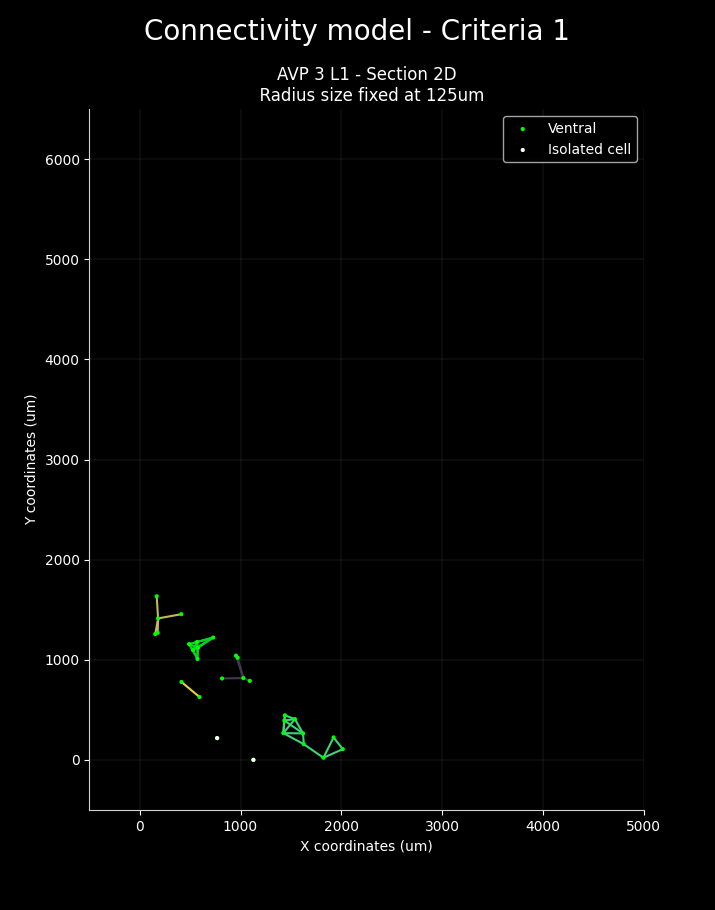 Connectivity model - Criteria 1
AVP 3 L1 - Section 2D
Radius size fixed at 125um
Ventral
Isolated cell
6000
5000
4000
3000
2000
1000
0
Y coordinates (um)
0 1000 2000 3000 4000 5000
X coordinates (um)